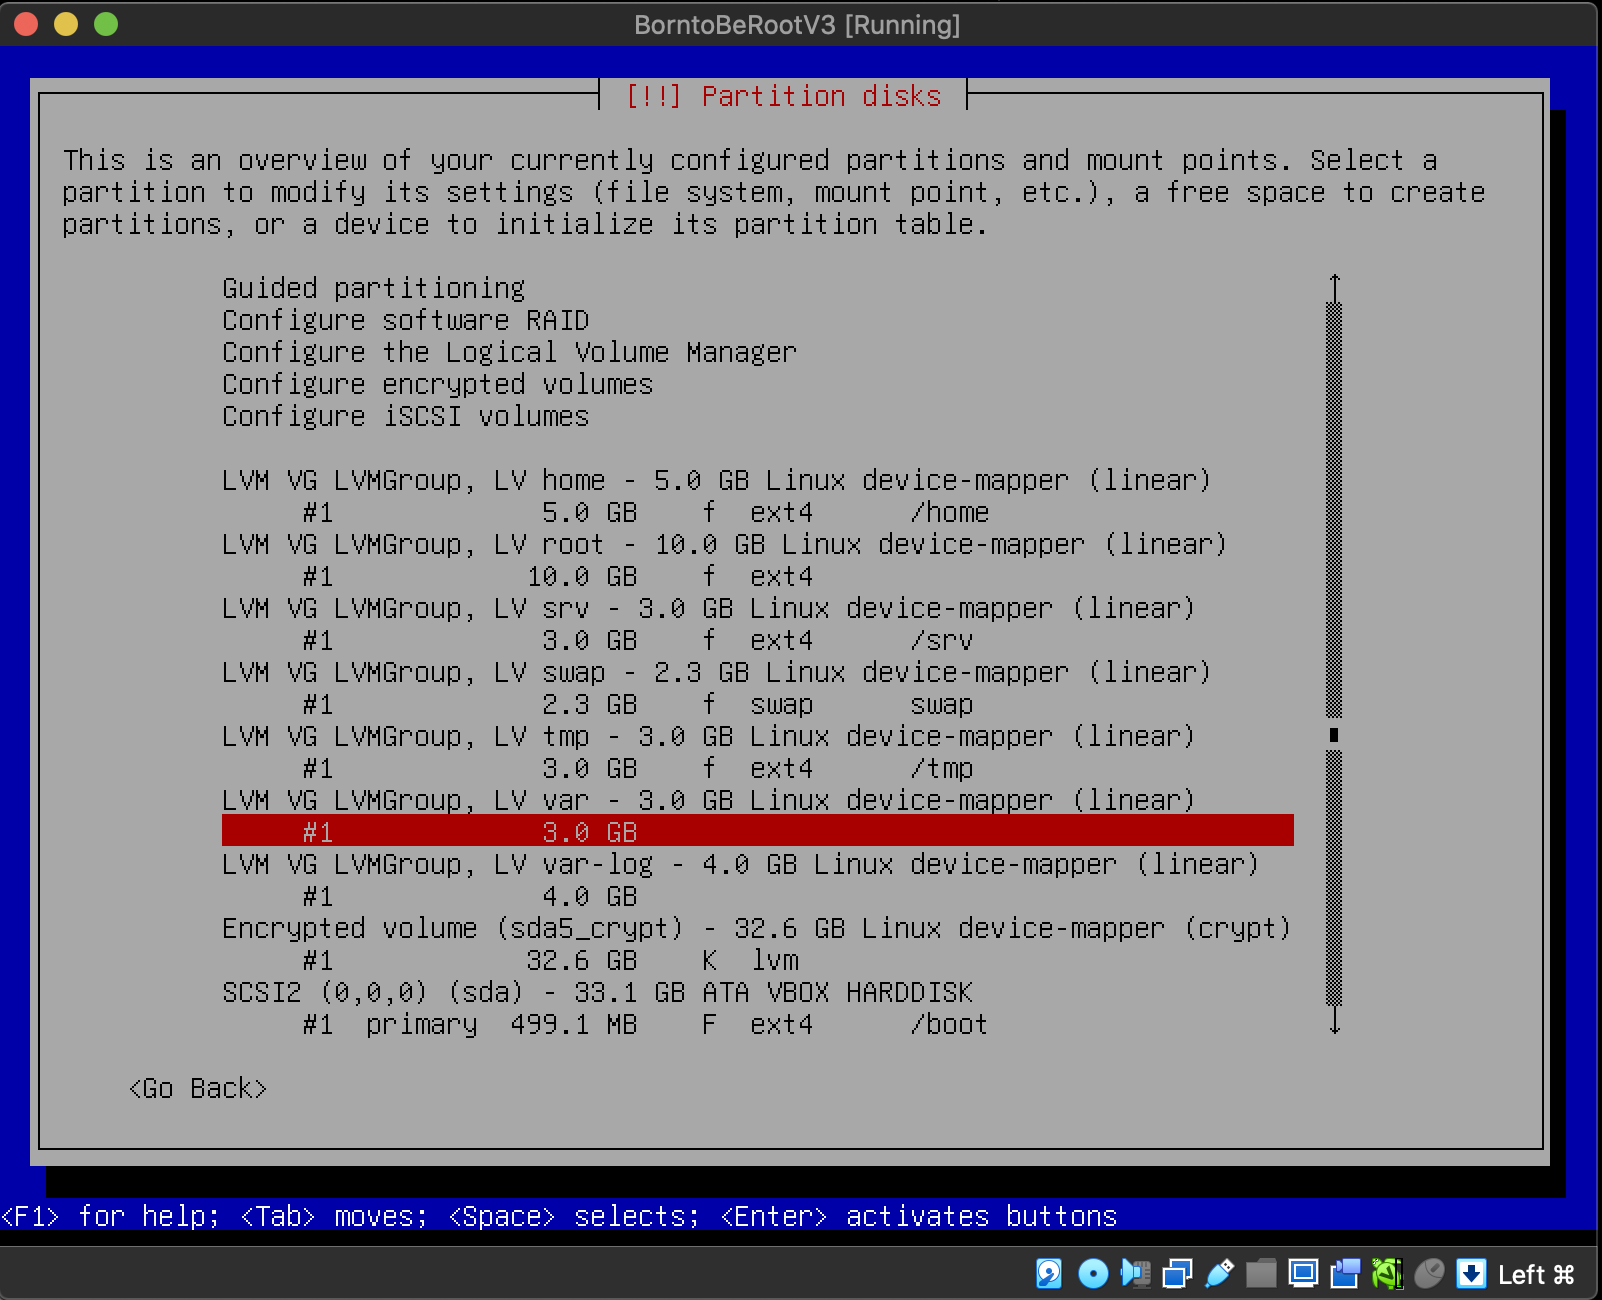 BorntoBeRootV3 [Running]
[!!] Partition disks
This is an overview of your currently configured partitions and mount points. Select a
partition to modify its settings (file system, mount point, etc.), a free space to create
partitions, or a device to initialize its partition table.
Guided partitioning
Configure software RAID
Configure the Logical Volume Manager
Configure encrypted volumes
Configure iSCSI volumes
LVM VG LVMGroup, LV home - 5.0 GB Linux device-mapper (linear)
#1 5.0 GB f ext4 /home
LVM VG LVMGroup, LV root - 10.0 GB Linux device-mapper (linear)
#1 10.0 GB f ext4
LVM VG LVMGroup, LV srv - 3.0 GB Linux device-mapper (linear)
#1 3.0 GB f ext4 /srv
LVM VG LVMGroup, LV swap - 2.3 GB Linux device-mapper (linear)
#1 2.3 GB f swap swap
LVM VG LVMGroup, LV tmp - 3.0 GB Linux device-mapper (linear)
#1 3.0 GB f ext4 /tmp
LVM VG LVMGroup, LV var - 3.0 GB Linux device-mapper (linear)
#1 3.0 GB
LVM VG LVMGroup, LV var-log - 4.0 GB Linux device-mapper (linear)
#1 4.0 GB
Encrypted volume (sda5_crypt) - 32.6 GB Linux device-mapper (crypt)
#1 32.6 GB K lvm
SCSI2 (0,0,0) (sda) - 33.1 GB ATA VBOX HARDDISK
#1 primary 499.1 MB F ext4 /boot
<Go Back>
<F1> for help; <Tab> moves; <Space> selects; <Enter> activates buttons
Left ⌘